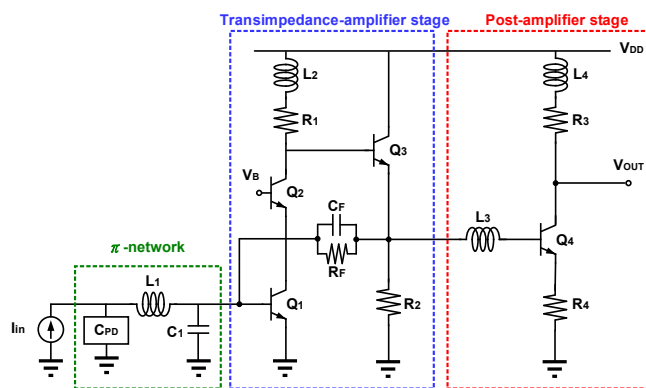 Transimpedance-amplifier stage
Post-amplifier stage
VDD
L2
L4
R1
R3
Q3
VOUT
VB
Q2
CF
L3
Q4
π-network
RF
L1
Q1
R2
R4
Iin
CPD
C1